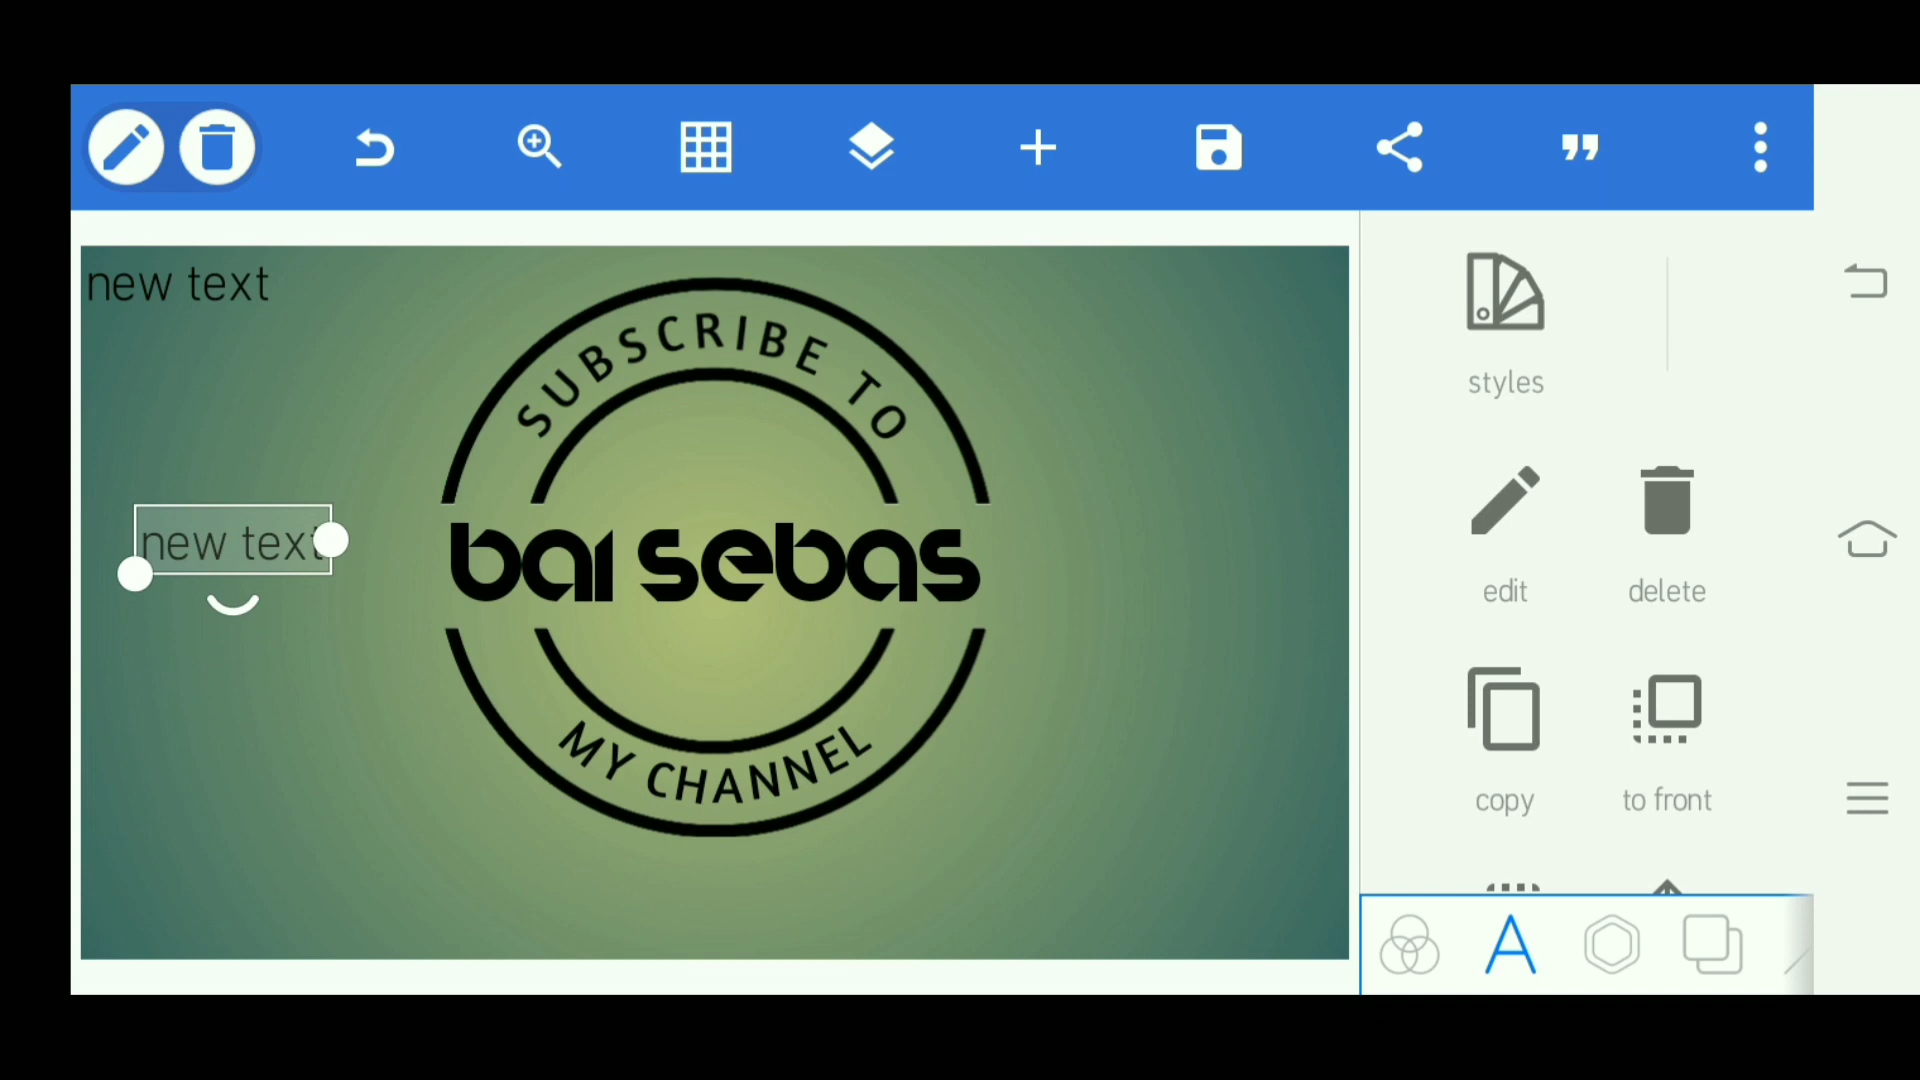 new text
SUBSCRIBE TO
new text
bai sebas
MY CHANNEL
styles
edit
delete
copy
to front
A